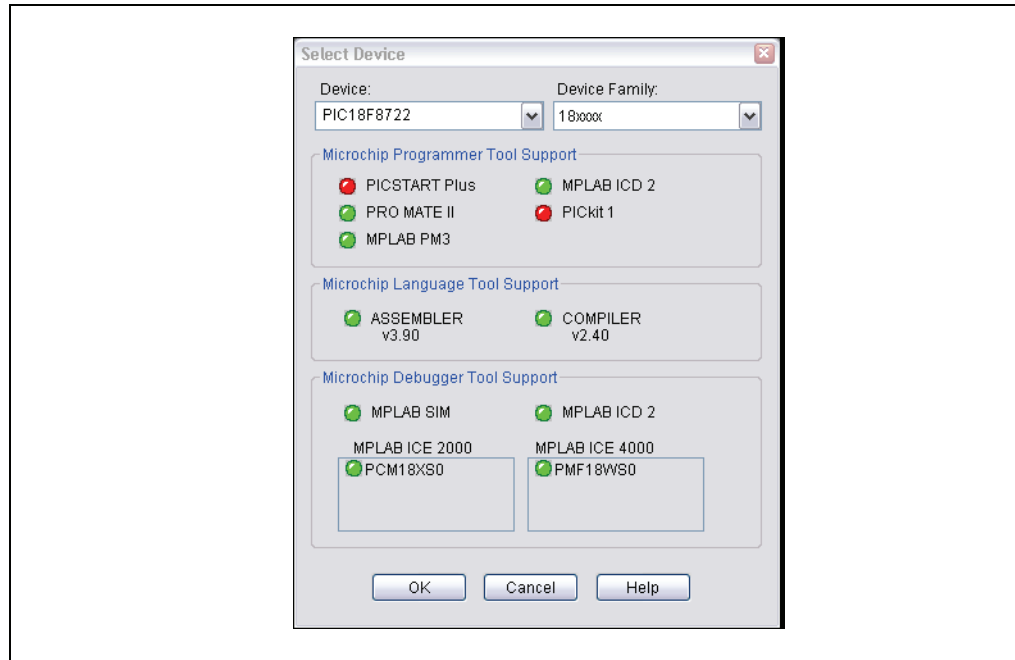 Select Device
Device: Device Family:
PIC18F8722 18xxxx
Microchip Programmer Tool Support
PICSTART Plus MPLAB ICD 2
PRO MATE II PICkit 1
MPLAB PM3
Microchip Language Tool Support
ASSEMBLER COMPILER
v3.90 v2.40
Microchip Debugger Tool Support
MPLAB SIM MPLAB ICD 2
MPLAB ICE 2000 MPLAB ICE 4000
PCM18XS0 PMF18WS0
OK Cancel Help